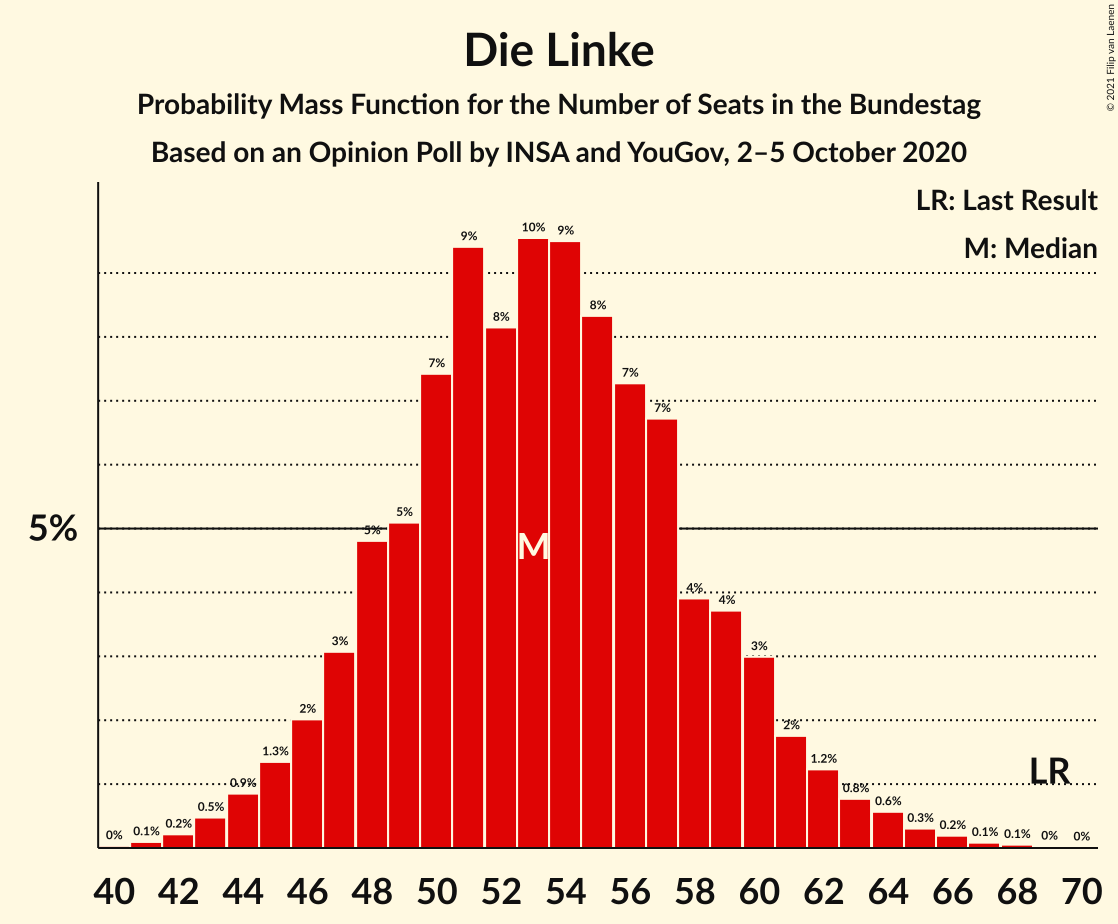 Die Linke
Probability Mass Function for the Number of Seats in the Bundestag
Based on an Opinion Poll by INSA and YouGov, 2–5 October 2020
© 2021 Filip van Laenen
LR: Last Result
M: Median
5%
0% 0.1% 0.2% 0.5% 0.9% 1.3% 2% 3% 5% 5% 7% 9% 8% 10% 9% 8% 7% 7% 4% 4% 3% 2% 1.2% 0.8% 0.6% 0.3% 0.2% 0.1% 0.1% 0% 0%
M
LR
40 42 44 46 48 50 52 54 56 58 60 62 64 66 68 70